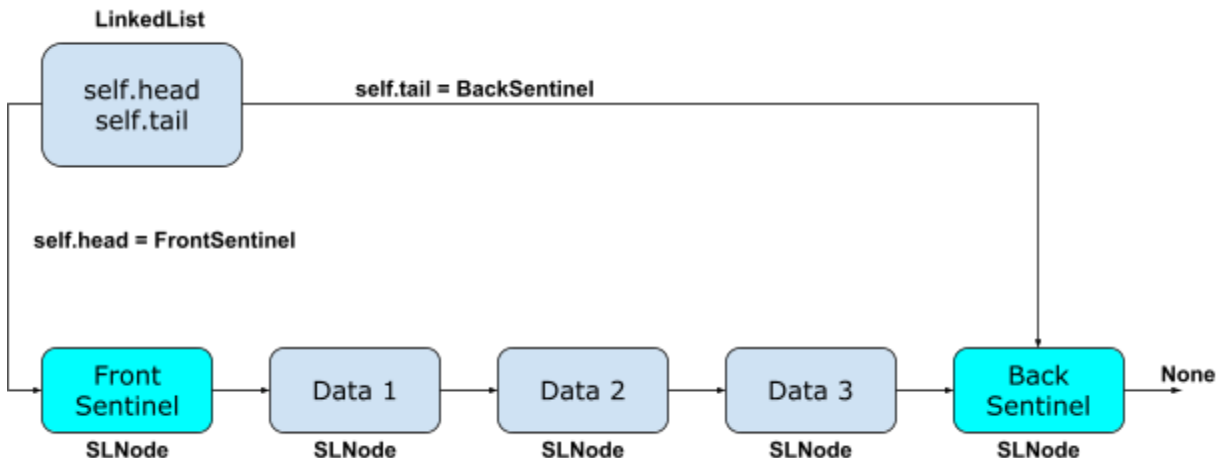 LinkedList
self.head
self.tail
self.tail = BackSentinel
self.head = FrontSentinel
Front
Sentinel
Data 1
Data 2
Data 3
Back
Sentinel
None
SLNode
SLNode
SLNode
SLNode
SLNode